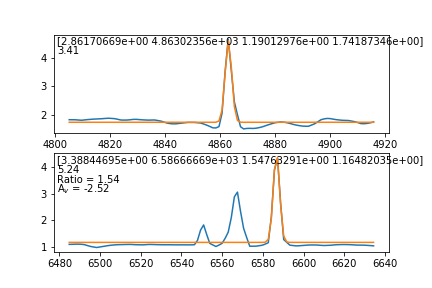 [2.86170669e+00 4.86302356e+03 1.19012976e+00 1.74187346e+00]
3.41
4
3
2
4800 4820 4840 4860 4880 4900 4920
[3.38844695e+00 6.58666669e+03 1.54763291e+00 1.16482035e+00]
5.24
Ratio = 1.54
Av = -2.52
4
3
2
1
6480 6500 6520 6540 6560 6580 6600 6620 6640